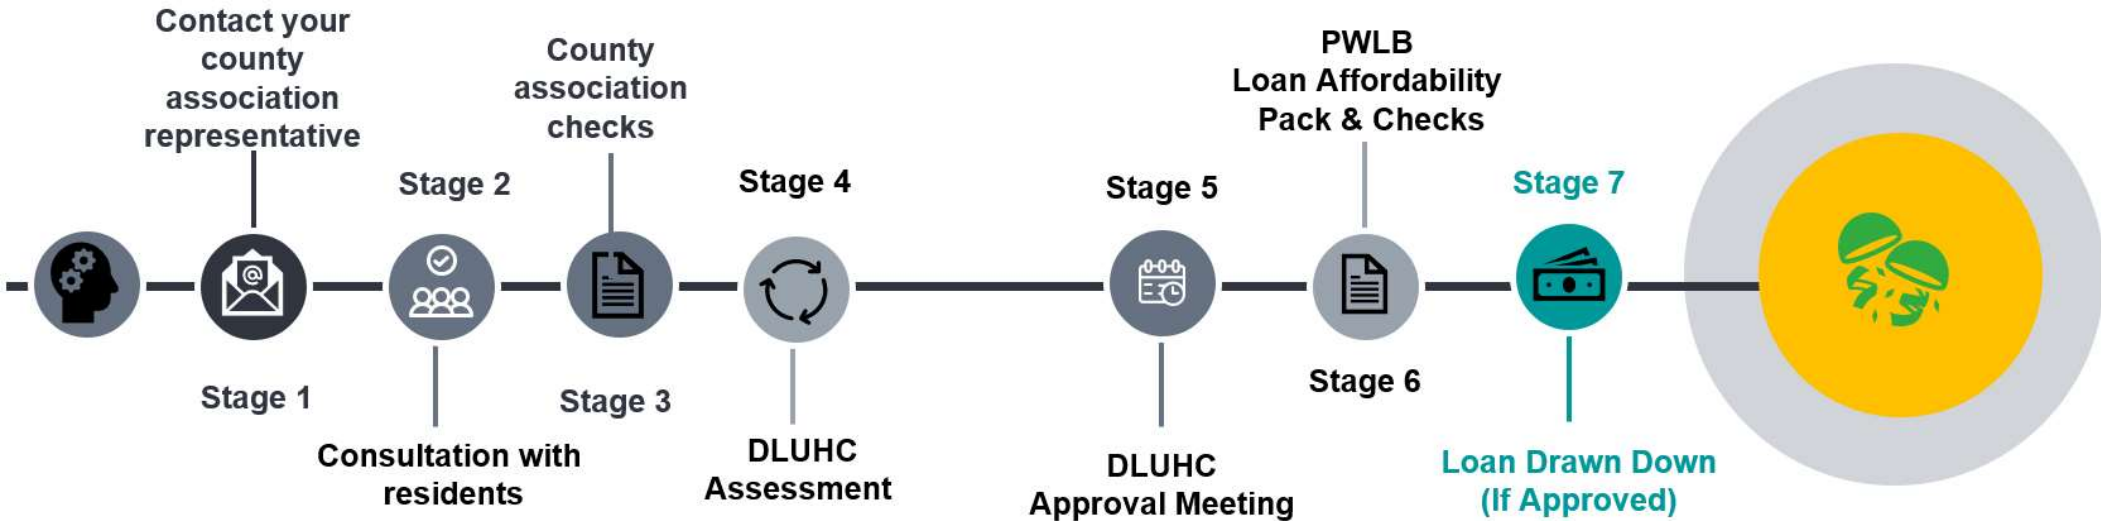 Contact your
county
association
representative
Stage 1
Stage 2
Consultation with
residents
County
association
checks
Stage 3
Stage 4
DLUHC
Assessment
Stage 5
DLUHC
Approval Meeting
PWLB
Loan Affordability
Pack & Checks
Stage 6
Stage 7
Loan Drawn Down
(If Approved)